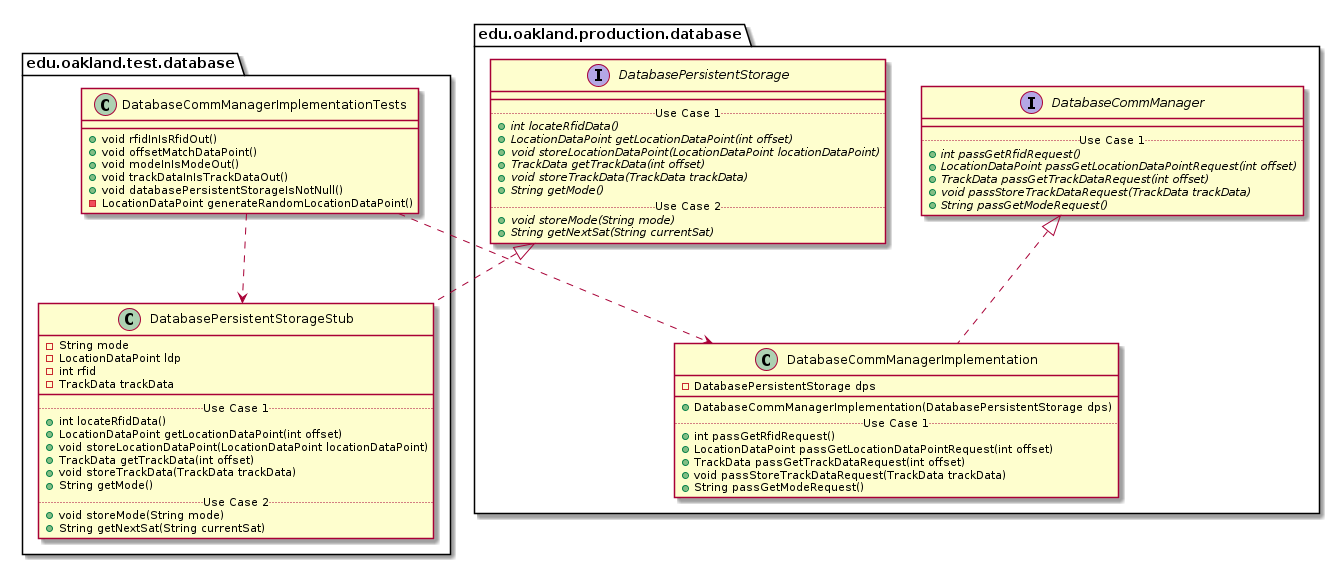 edu.oakland.test.database
C DatabaseCommManagerImplementationTests
void rfidInIsRfidOut()
void offsetMatchDataPoint()
void modeInIsModeOut()
void trackDataInIsTrackDataOut()
void databasePersistentStorageIsNotNull()
LocationDataPoint generateRandomLocationDataPoint()
C DatabasePersistentStorageStub
String mode
LocationDataPoint ldp
int rfid
TrackData trackData
Use Case 1
int locateRfidData()
LocationDataPoint getLocationDataPoint(int offset)
void storeLocationDataPoint(LocationDataPoint locationDataPoint)
TrackData getTrackData(int offset)
void storeTrackData(TrackData trackData)
String getMode()
Use Case 2
void storeMode(String mode)
String getNextSat(String currentSat)
edu.oakland.production.database
I DatabasePersistentStorage
Use Case 1
int locateRfidData()
LocationDataPoint getLocationDataPoint(int offset)
void storeLocationDataPoint(LocationDataPoint locationDataPoint)
TrackData getTrackData(int offset)
void storeTrackData(TrackData trackData)
String getMode()
Use Case 2
void storeMode(String mode)
String getNextSat(String currentSat)
I DatabaseCommManager
Use Case 1
int passGetRfidRequest()
LocationDataPoint passGetLocationDataPointRequest(int offset)
TrackData passGetTrackDataRequest(int offset)
void passStoreTrackDataRequest(TrackData trackData)
String passGetModeRequest()
C DatabaseCommManagerImplementation
DatabasePersistentStorage dps
DatabaseCommManagerImplementation(DatabasePersistentStorage dps)
Use Case 1
int passGetRfidRequest()
LocationDataPoint passGetLocationDataPointRequest(int offset)
TrackData passGetTrackDataRequest(int offset)
void passStoreTrackDataRequest(TrackData trackData)
String passGetModeRequest()